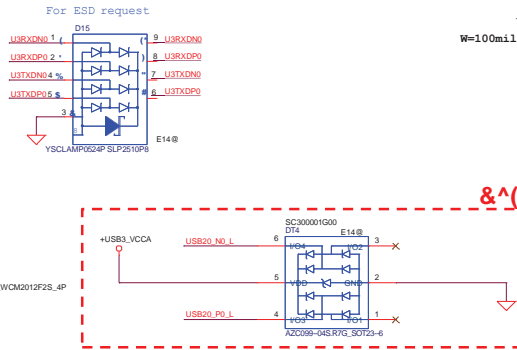 For ESD request
D15
U3RXDN0 1 ( (" 9 U3RXDN0
U3RXDP0 2 ) 8 U3RXDP0
U3TXDN0 4 % 7 U3TXDN0
U3TXDP0 5 $ # 6 U3TXDP0
3 &
E14@
YSCLAMP0524P SLP2510P8
W=100mil
&^(
SC300001G00
DT4
E14@
+USB3_VCCA
USB20_N0_L 6 I/O4 I/O2 3
5 VDD GND 2
USB20_P0_L 4 I/O3 I/O1 1
AZC099-04S.R7G_SOT23-6
WCM2012F2S_4P